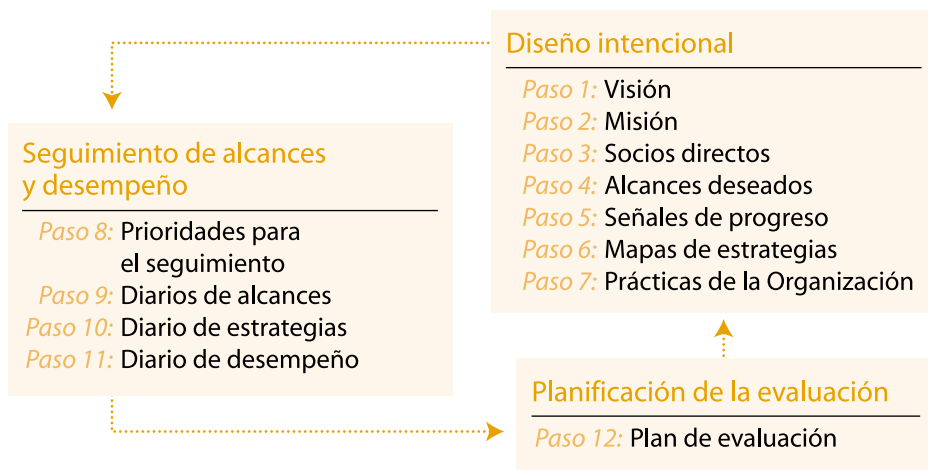 Diseño intencional
Paso 1: Visión
Paso 2: Misión
Paso 3: Socios directos
Paso 4: Alcances deseados
Paso 5: Señales de progreso
Paso 6: Mapas de estrategias
Paso 7: Prácticas de la Organización
Seguimiento de alcances
y desempeño
Paso 8: Prioridades para
el seguimiento
Paso 9: Diarios de alcances
Paso 10: Diario de estrategias
Paso 11: Diario de desempeño
Planificación de la evaluación
Paso 12: Plan de evaluación